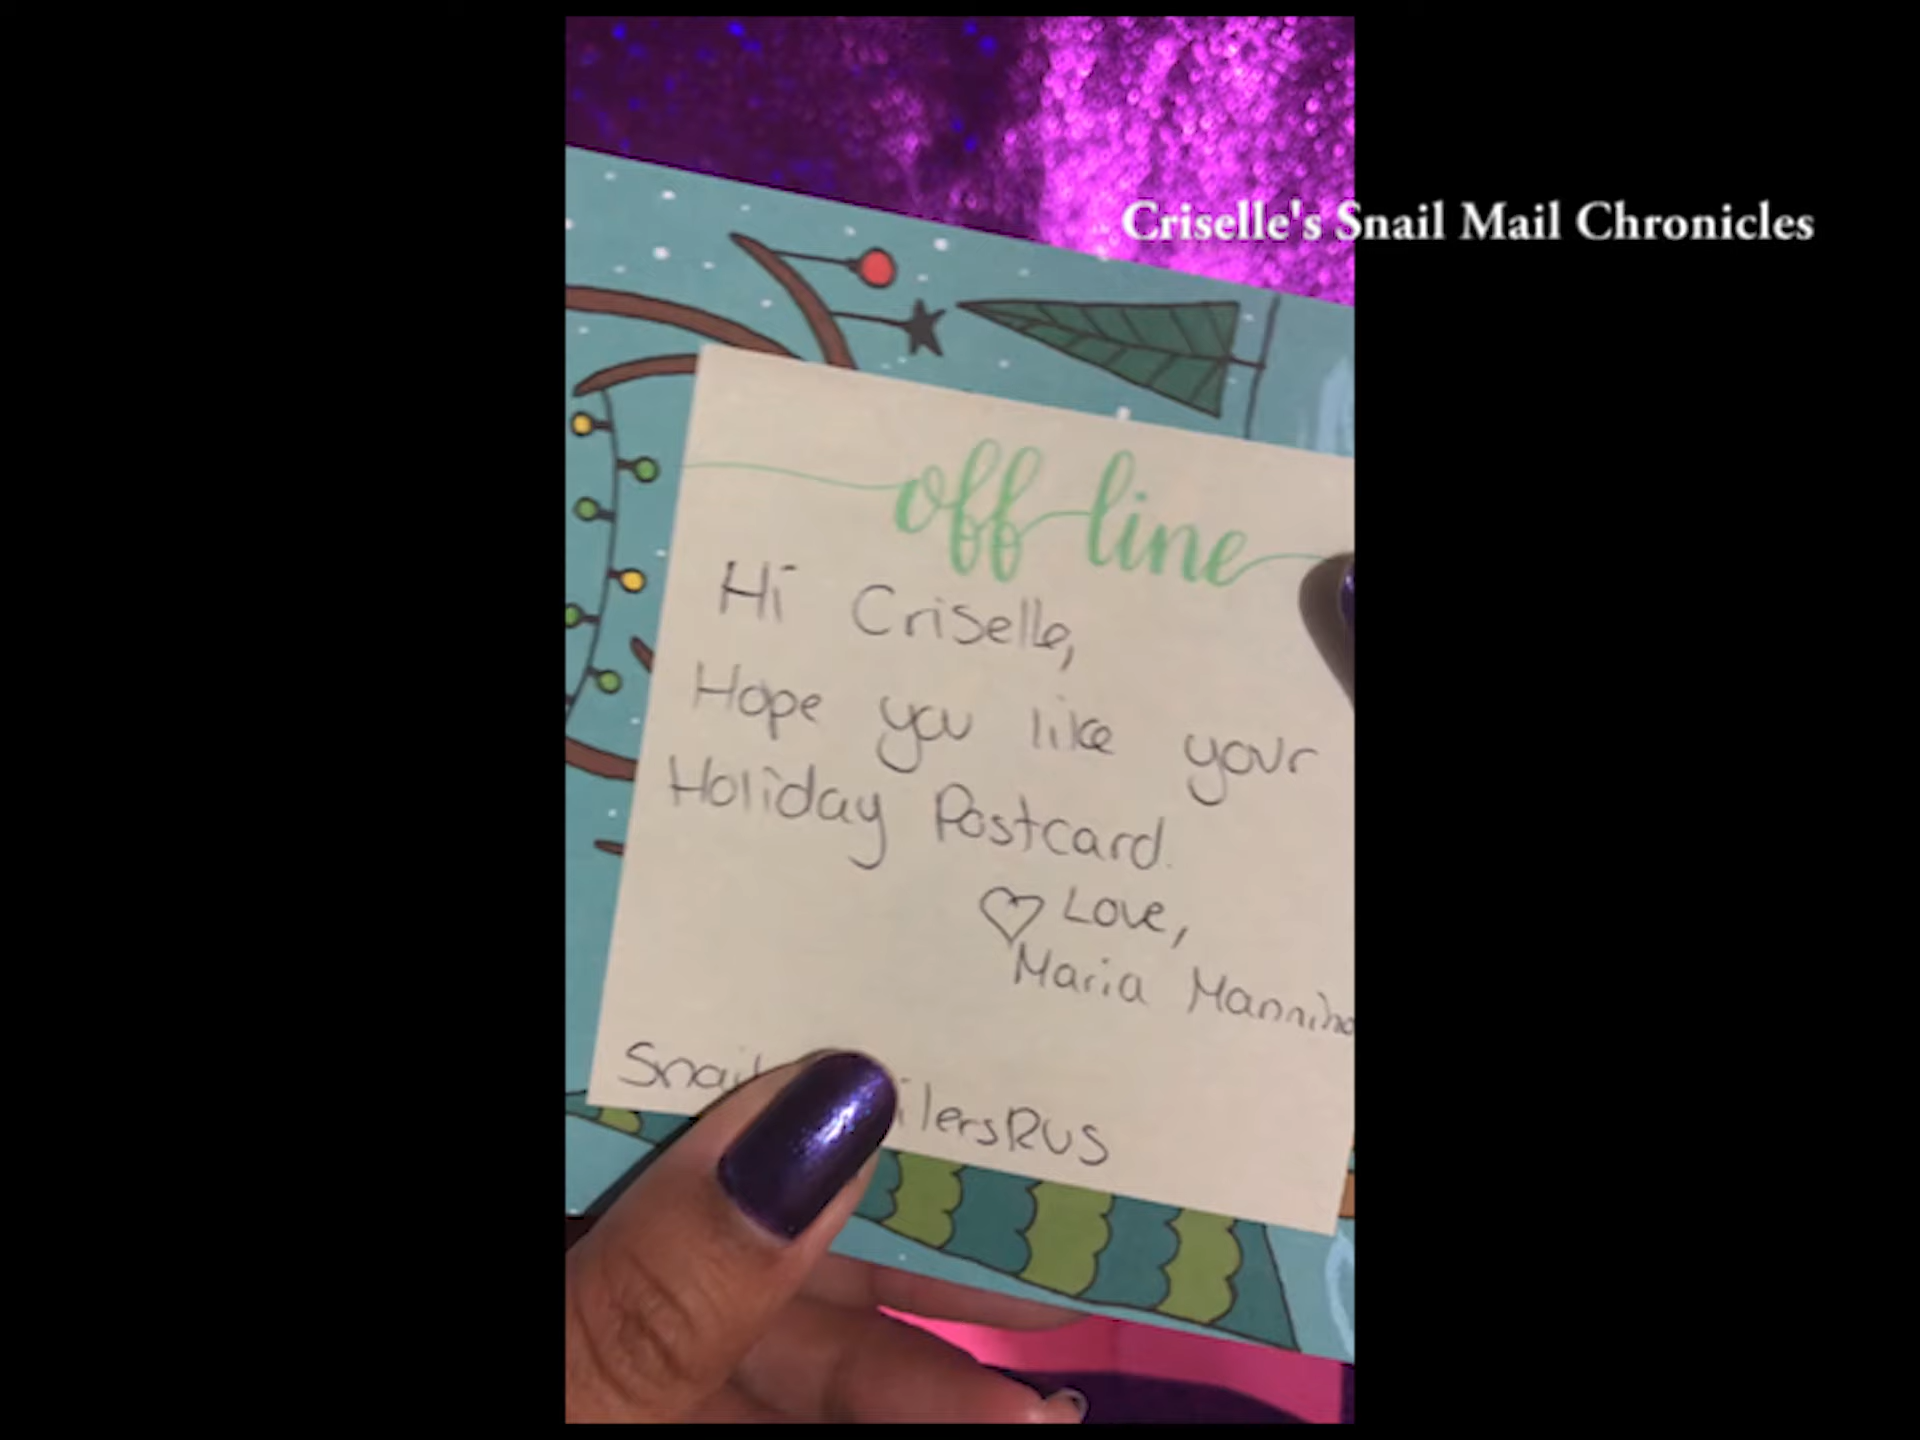 Criselle's Snail Mail Chronicles
off line
Hi Criselle,
Hope you like your
Holiday Postcard.
♡ Love,
Maria